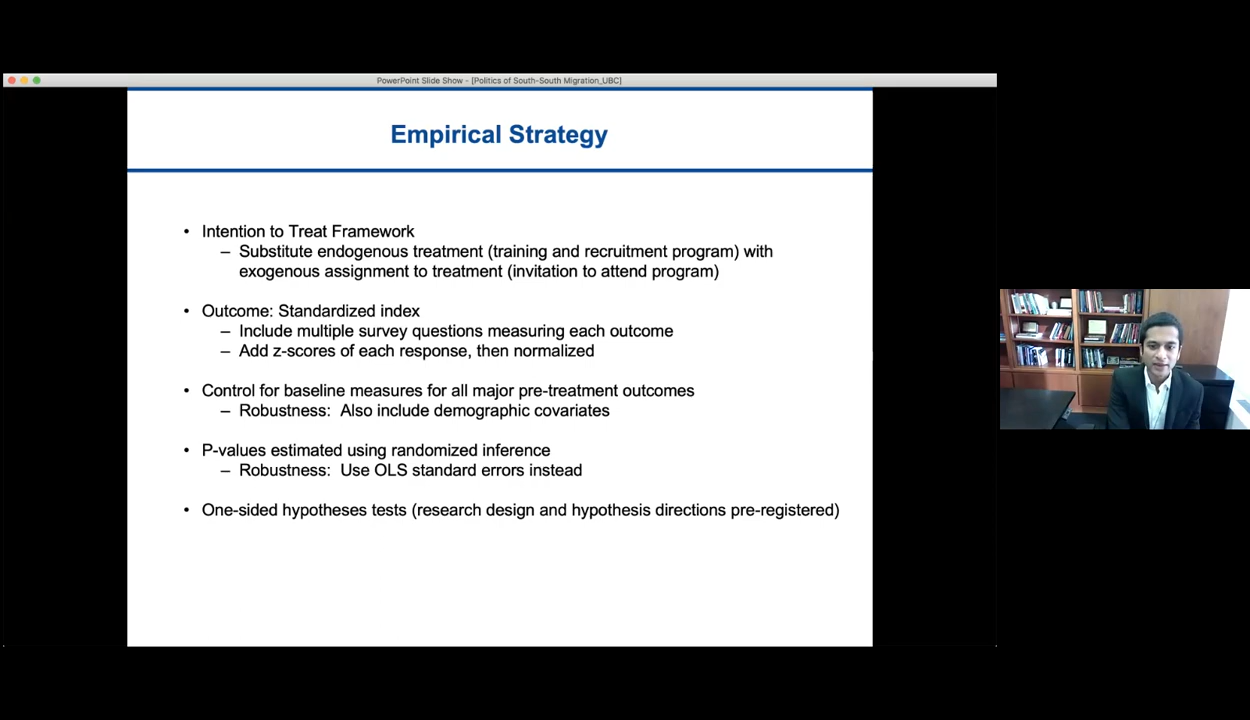 PowerPoint Slide Show - [Politics of South-South Migration_UBC]
Empirical Strategy
• Intention to Treat Framework
– Substitute endogenous treatment (training and recruitment program) with
exogenous assignment to treatment (invitation to attend program)
• Outcome: Standardized index
– Include multiple survey questions measuring each outcome
– Add z-scores of each response, then normalized
• Control for baseline measures for all major pre-treatment outcomes
– Robustness: Also include demographic covariates
• P-values estimated using randomized inference
– Robustness: Use OLS standard errors instead
• One-sided hypotheses tests (research design and hypothesis directions pre-registered)